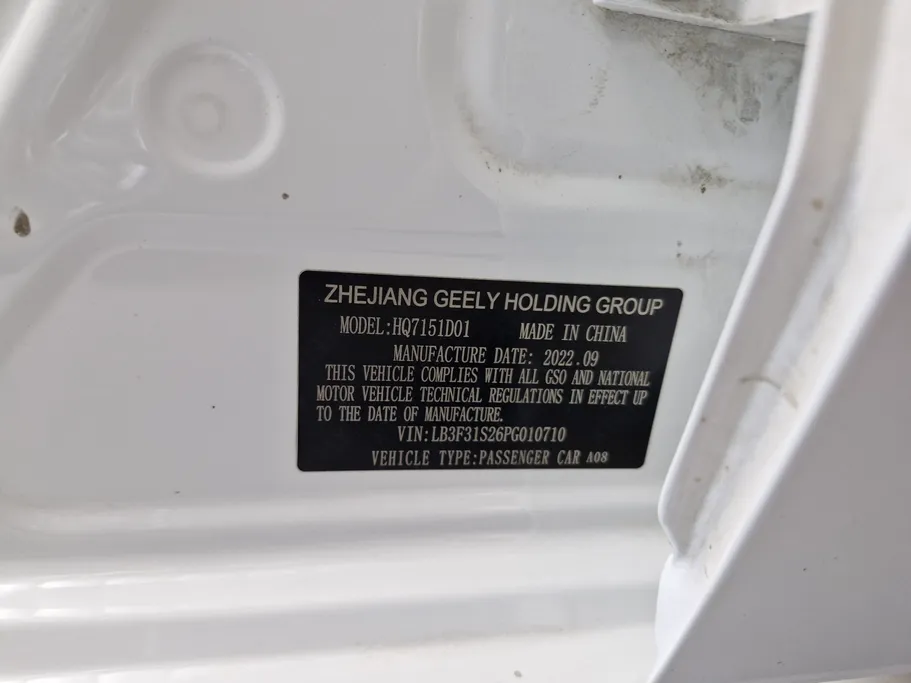 ZHEJIANG GEELY HOLDING GROUP
MODEL:HQ7151D01 MADE IN CHINA
MANUFACTURE DATE: 2022.09
THIS VEHICLE COMPLIES WITH ALL GSO AND NATIONAL
MOTOR VEHICLE TECHNICAL REGULATIONS IN EFFECT UP
TO THE DATE OF MANUFACTURE.
VIN:LB3F31S26PG010710
VEHICLE TYPE:PASSENGER CAR A08